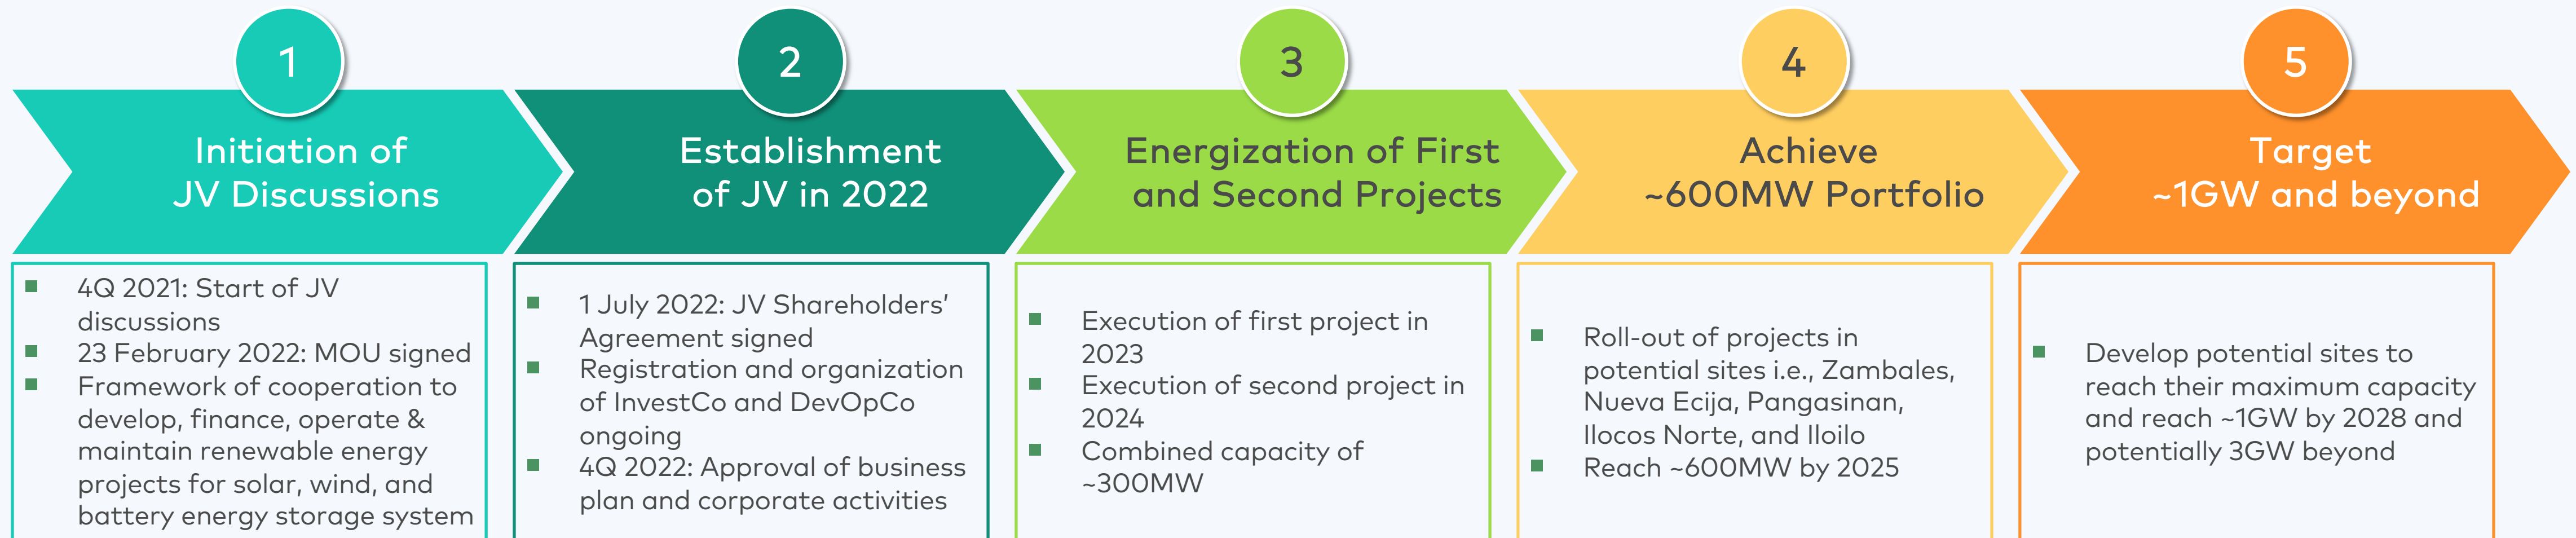 1
Initiation of
JV Discussions
4Q 2021: Start of JV
discussions
23 February 2022: MOU signed
Framework of cooperation to
develop, finance, operate &
maintain renewable energy
projects for solar, wind, and
battery energy storage system
2
Establishment
of JV in 2022
1 July 2022: JV Shareholders’
Agreement signed
Registration and organization
of InvestCo and DevOpCo
ongoing
4Q 2022: Approval of business
plan and corporate activities
3
Energization of First
and Second Projects
Execution of first project in
2023
Execution of second project in
2024
Combined capacity of
~300MW
4
Achieve
~600MW Portfolio
Roll-out of projects in
potential sites i.e., Zambales,
Nueva Ecija, Pangasinan,
Ilocos Norte, and Iloilo
Reach ~600MW by 2025
5
Target
~1GW and beyond
Develop potential sites to
reach their maximum capacity
and reach ~1GW by 2028 and
potentially 3GW beyond